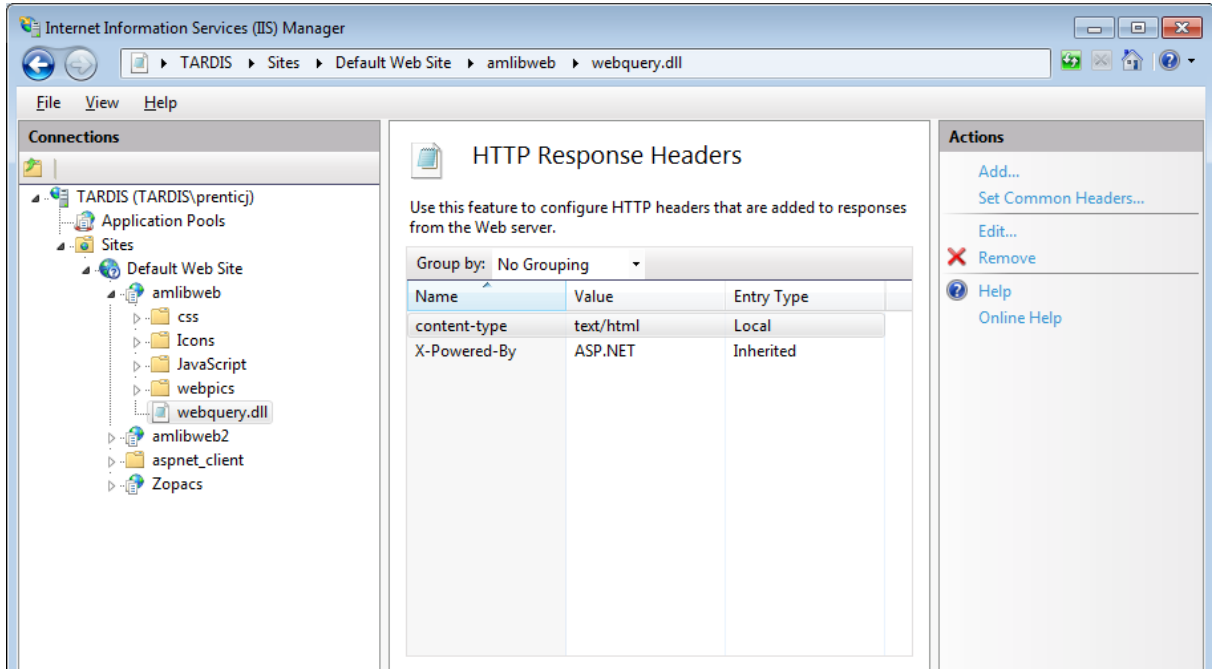 Internet Information Services (IIS) Manager
TARDIS Sites Default Web Site amlibweb webquery.dll
File View Help
Connections
TARDIS (TARDIS\prenticj)
Application Pools
Sites
Default Web Site
amlibweb
css
Icons
JavaScript
webpics
webquery.dll
amlibweb2
aspnet_client
Zopacs
HTTP Response Headers
Use this feature to configure HTTP headers that are added to responses
from the Web server.
Group by: No Grouping
Name Value Entry Type
content-type text/html Local
X-Powered-By ASP.NET Inherited
Actions
Add...
Set Common Headers...
Edit...
Remove
Help
Online Help